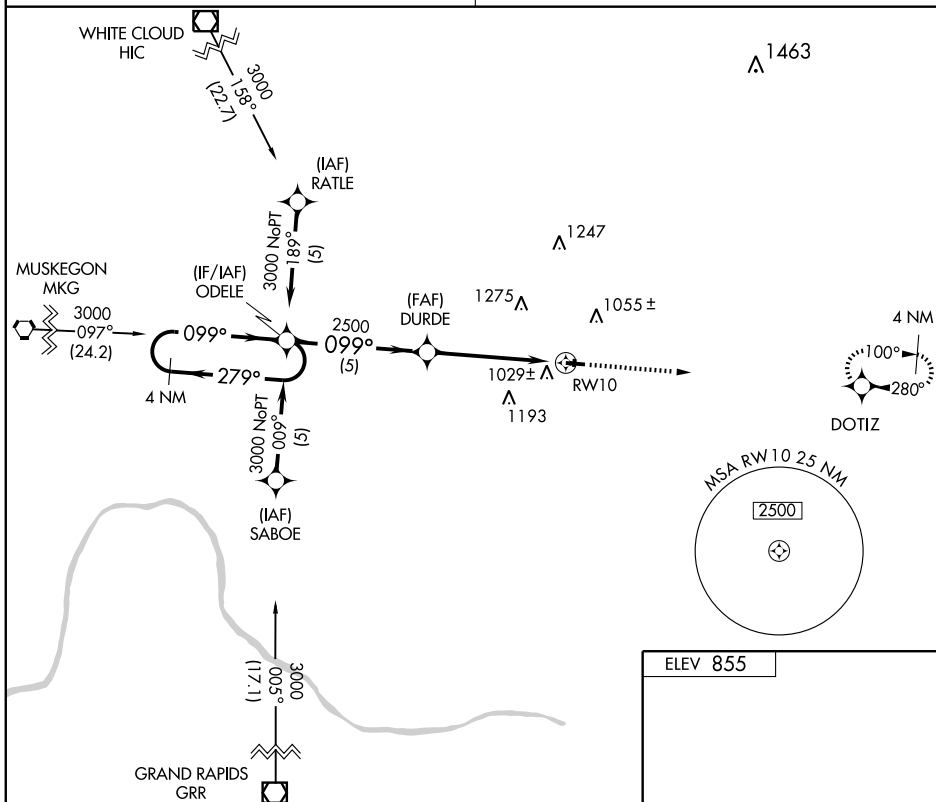 WHITE CLOUD
HIC
3000
158°
(22.7)
1463
(IAF)
RATLE
3000 NoPT
189°
(5)
1247
MUSKEGON
MKG
3000
097°
(24.2)
(IF/IAF)
ODELE
(FAF)
DURDE
1275
1055 ±
4 NM
099°
2500
099°
(5)
279°
4 NM
1029±
RW10
1193
100°
280°
DOTIZ
3000 NoPT
009°
(5)
(IAF)
SABOE
MSA RW10 25 NM
2500
3000
005°
(17.1)
ELEV 855
GRAND RAPIDS
GRR